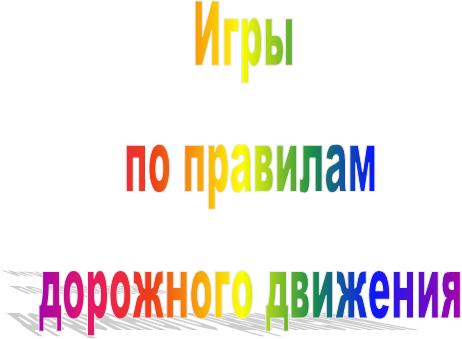 Игры
по правилам
дорожного движения